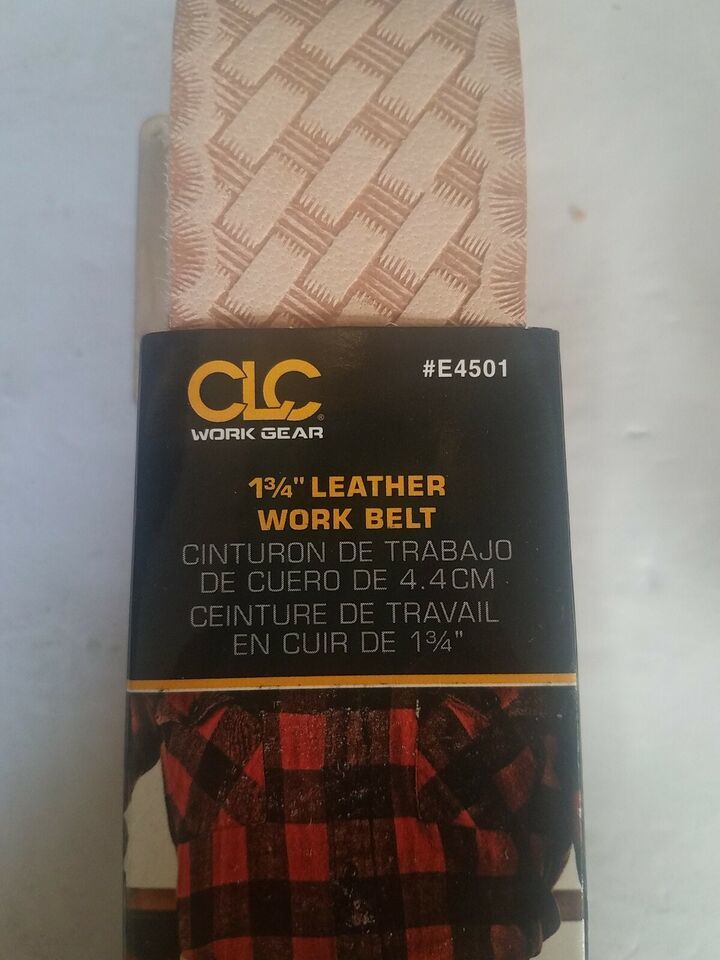 CLC®
WORK GEAR
#E4501
1¾" LEATHER
WORK BELT
CINTURON DE TRABAJO
DE CUERO DE 4.4CM
CEINTURE DE TRAVAIL
EN CUIR DE 1¾"